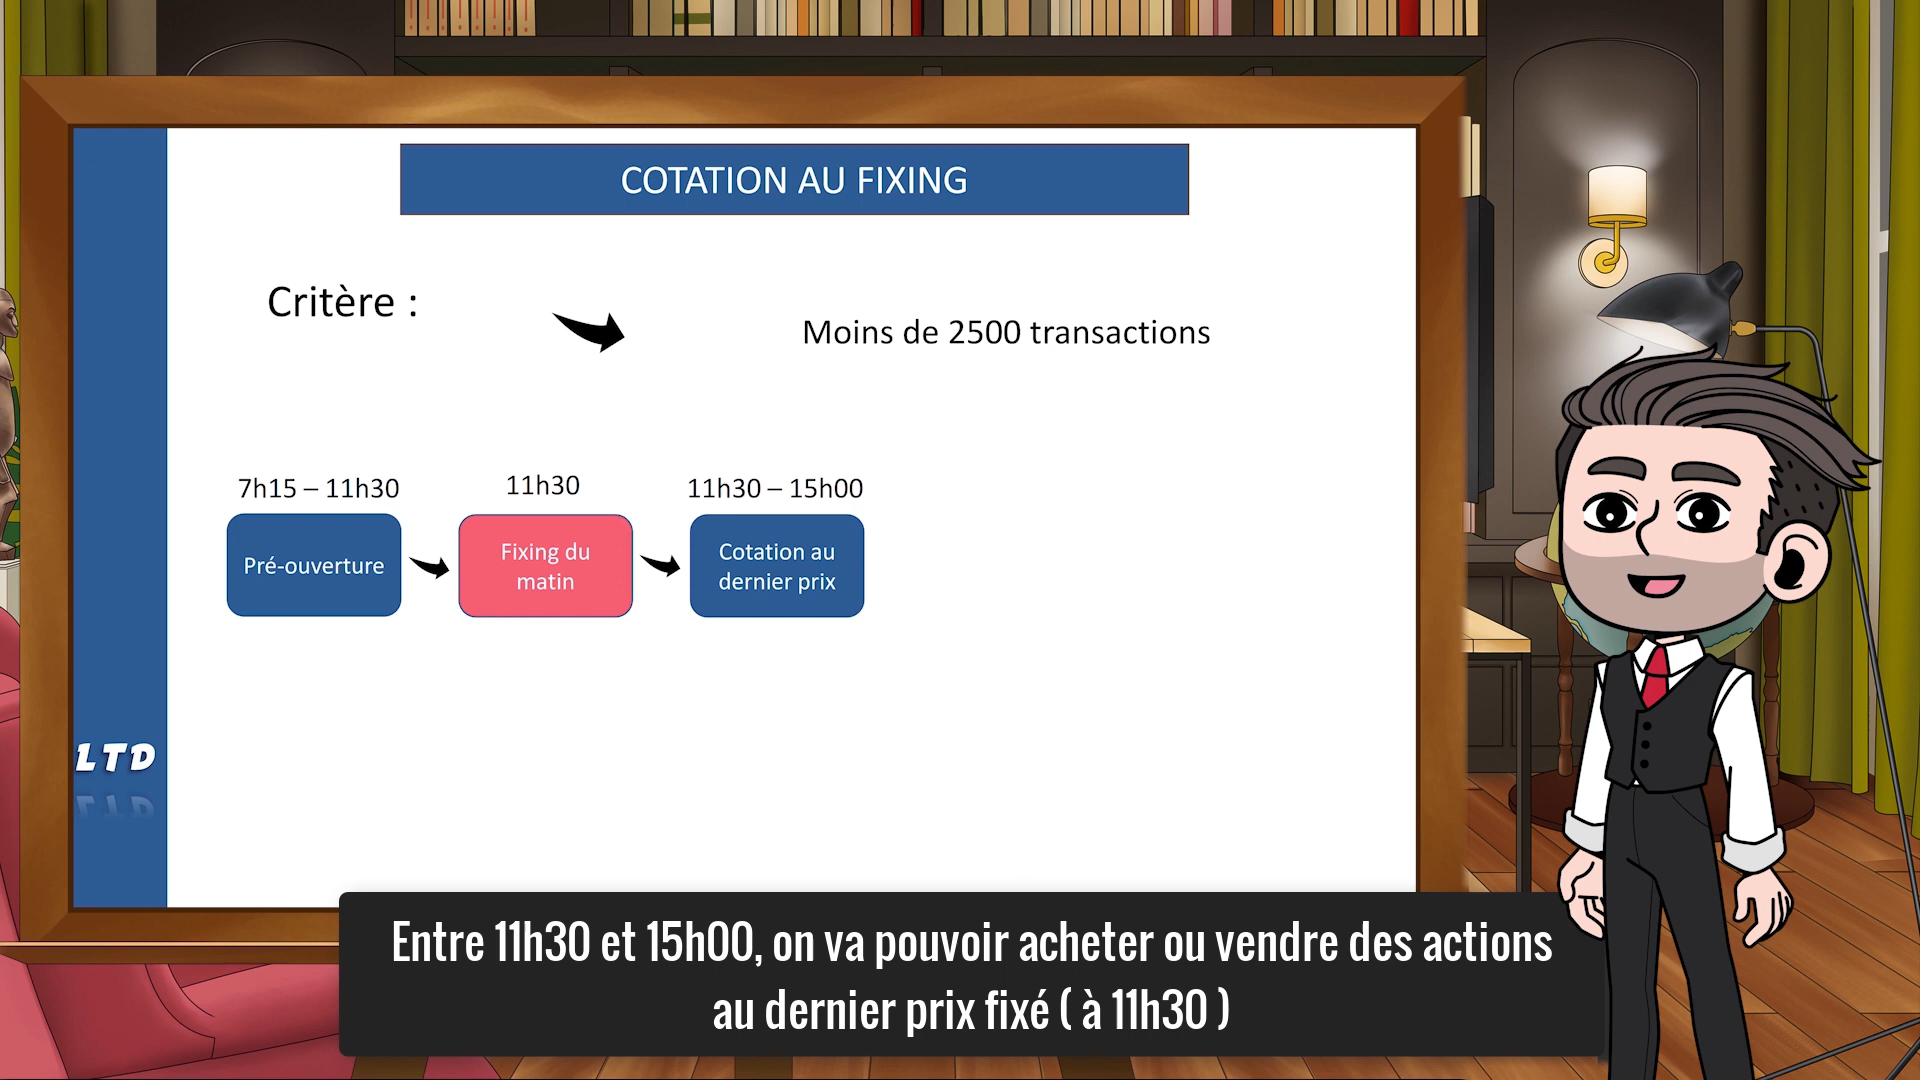 COTATION AU FIXING
Critère :
Moins de 2500 transactions
7h15 – 11h30
11h30
11h30 – 15h00
Pré-ouverture
Fixing du
matin
Cotation au
dernier prix
LTD
Entre 11h30 et 15h00, on va pouvoir acheter ou vendre des actions
au dernier prix fixé ( à 11h30 )